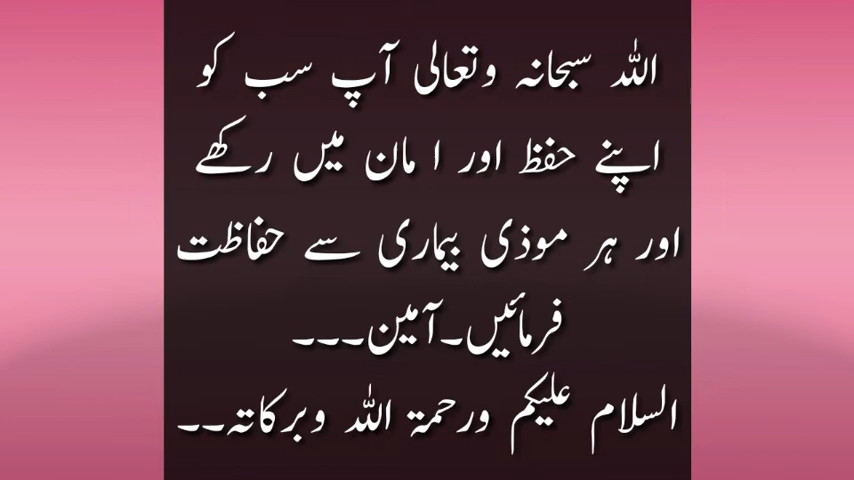 اللہ سبحانہ وتعالی آپ سب کو
اپنے حفظ اور ا مان میں رکھے
اور ہر موذی بیماری سے حفاظت
فرمائیں۔آمین۔۔۔
السلام علیکم ورحمۃ اللہ وبرکاتہ۔۔